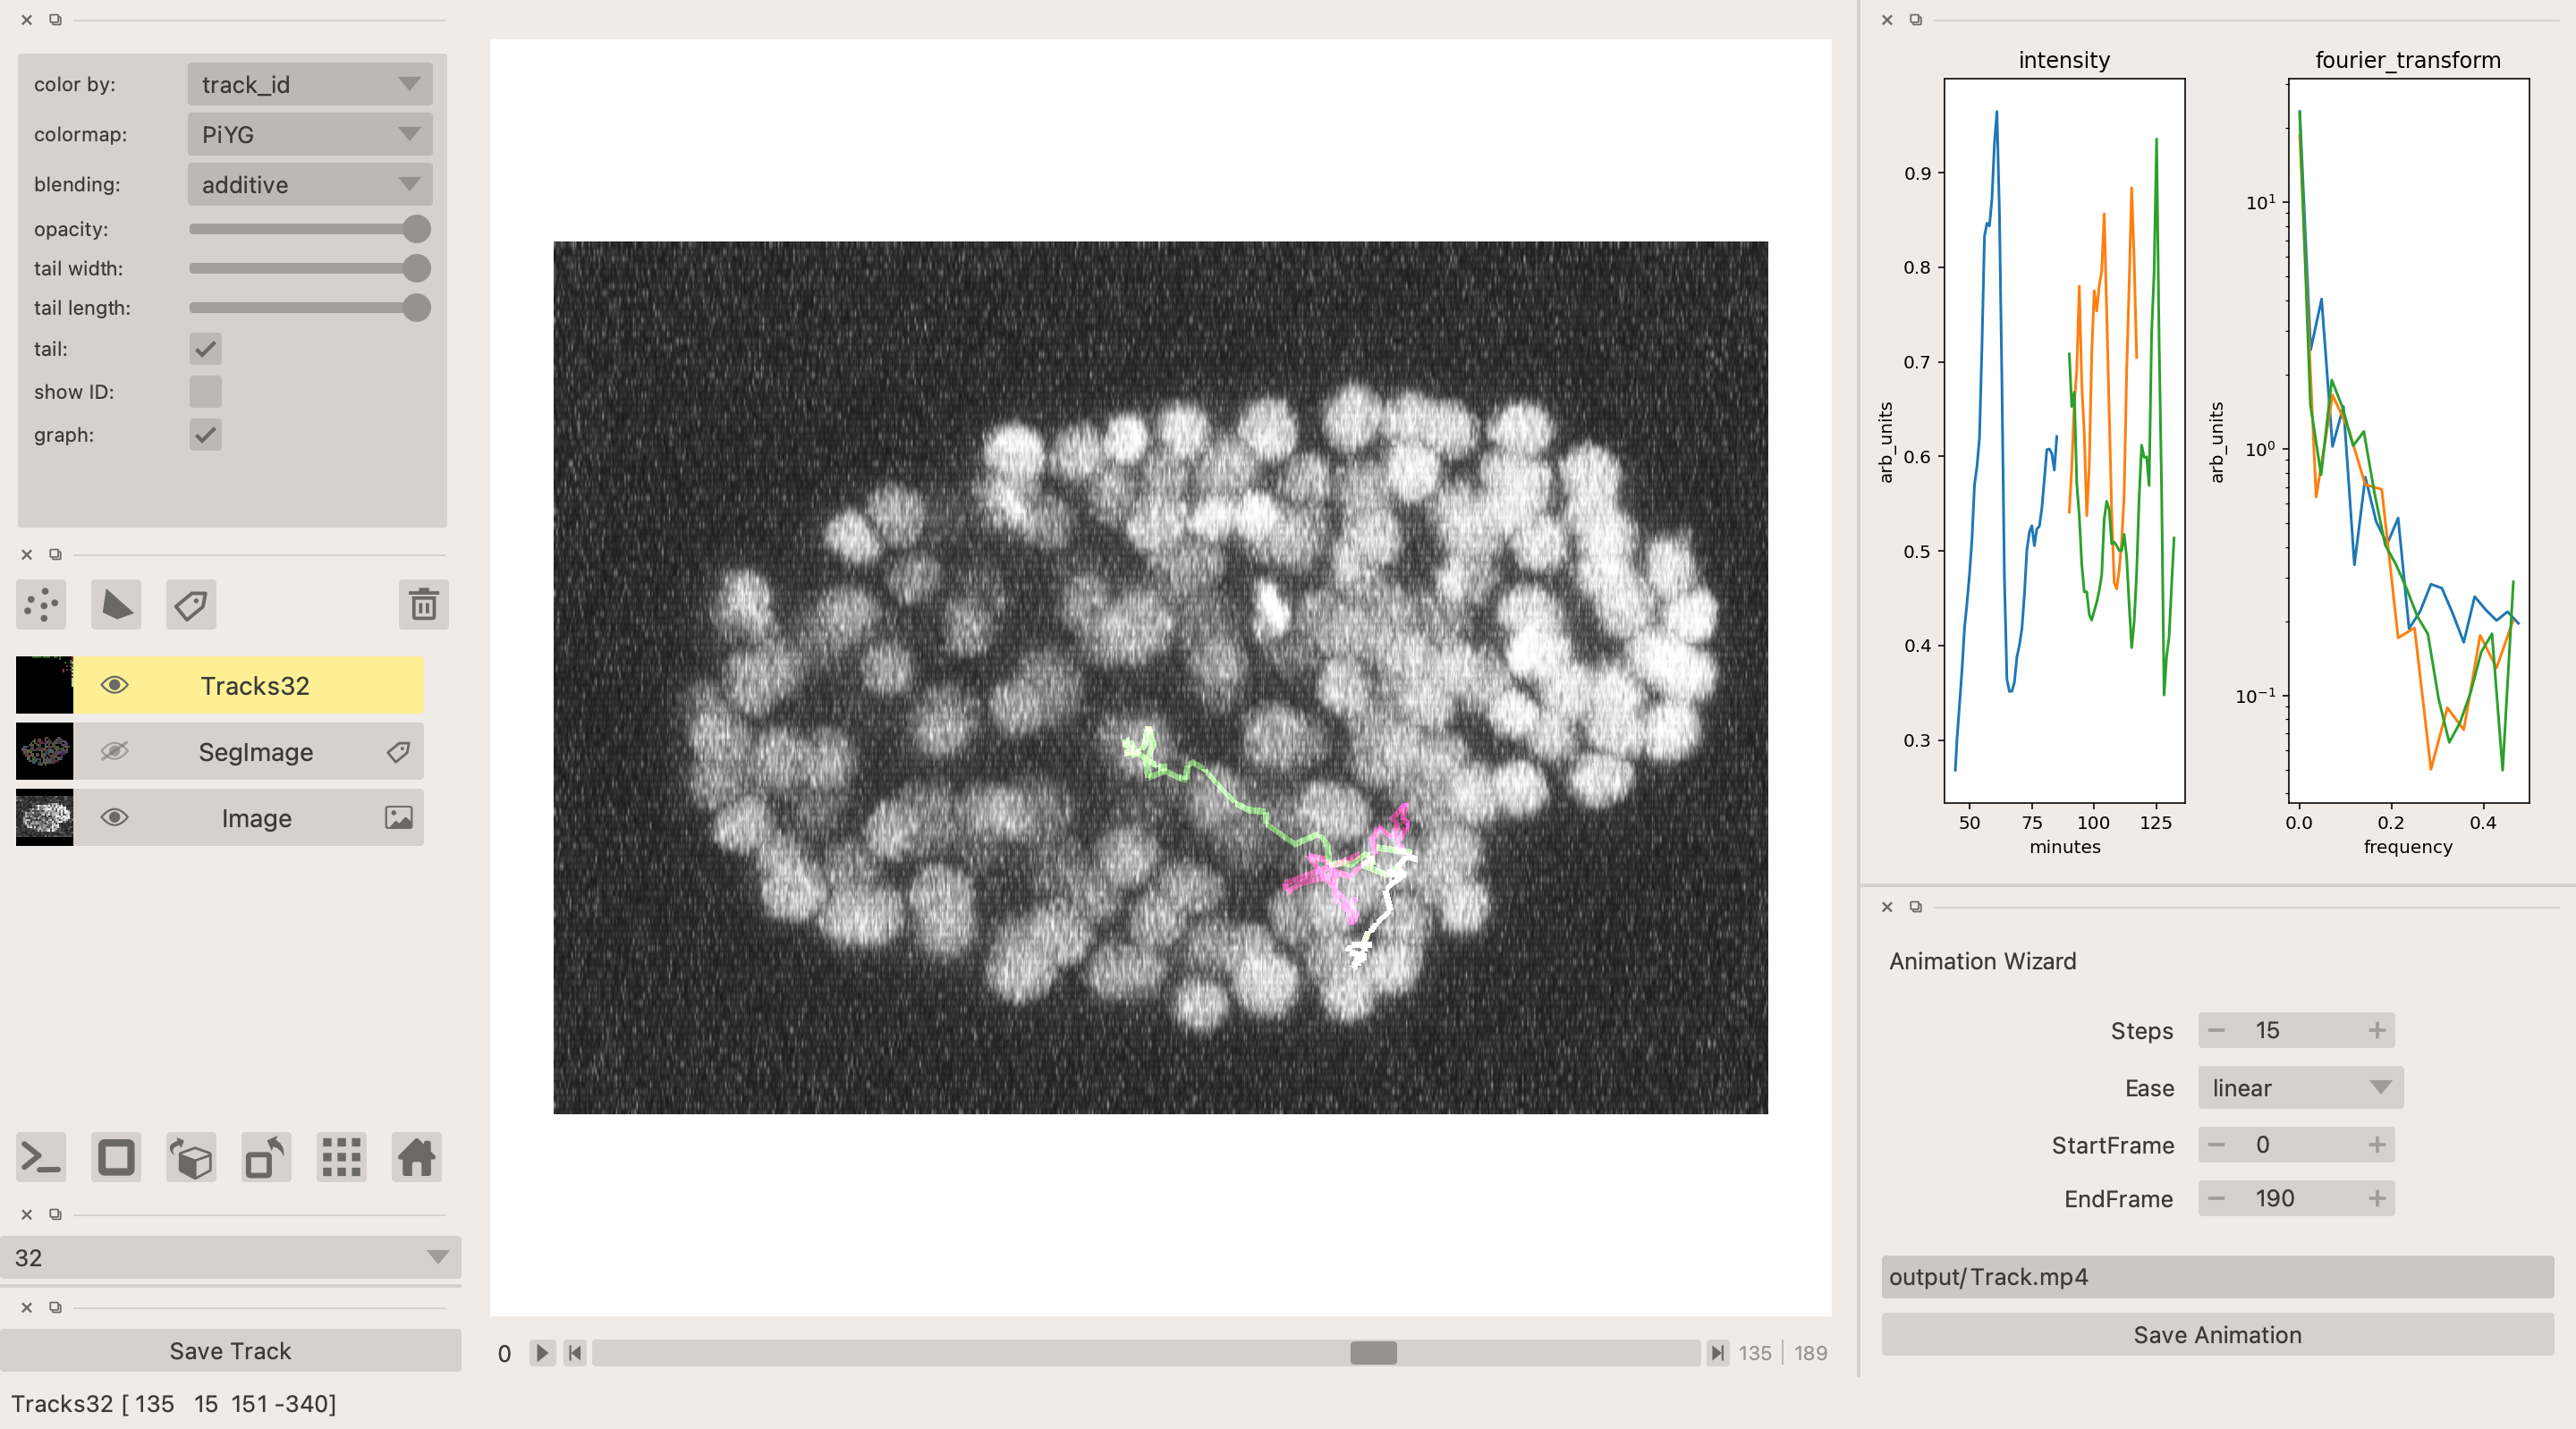 color by: track_id
colormap: PiYG
blending: additive
opacity:
tail width:
tail length:
tail:
show ID:
graph:
Tracks32
SegImage
Image
32
Save Track
Tracks32 [ 135 15 151 -340]
0 135 189
intensity
0.9
0.8
0.7
0.6
0.5
0.4
0.3
arb_units
50 75 100 125
minutes
fourier_transform
10¹
10⁰
10⁻¹
arb_units
0.0 0.2 0.4
frequency
Animation Wizard
Steps 15
Ease linear
StartFrame 0
EndFrame 190
output/Track.mp4
Save Animation